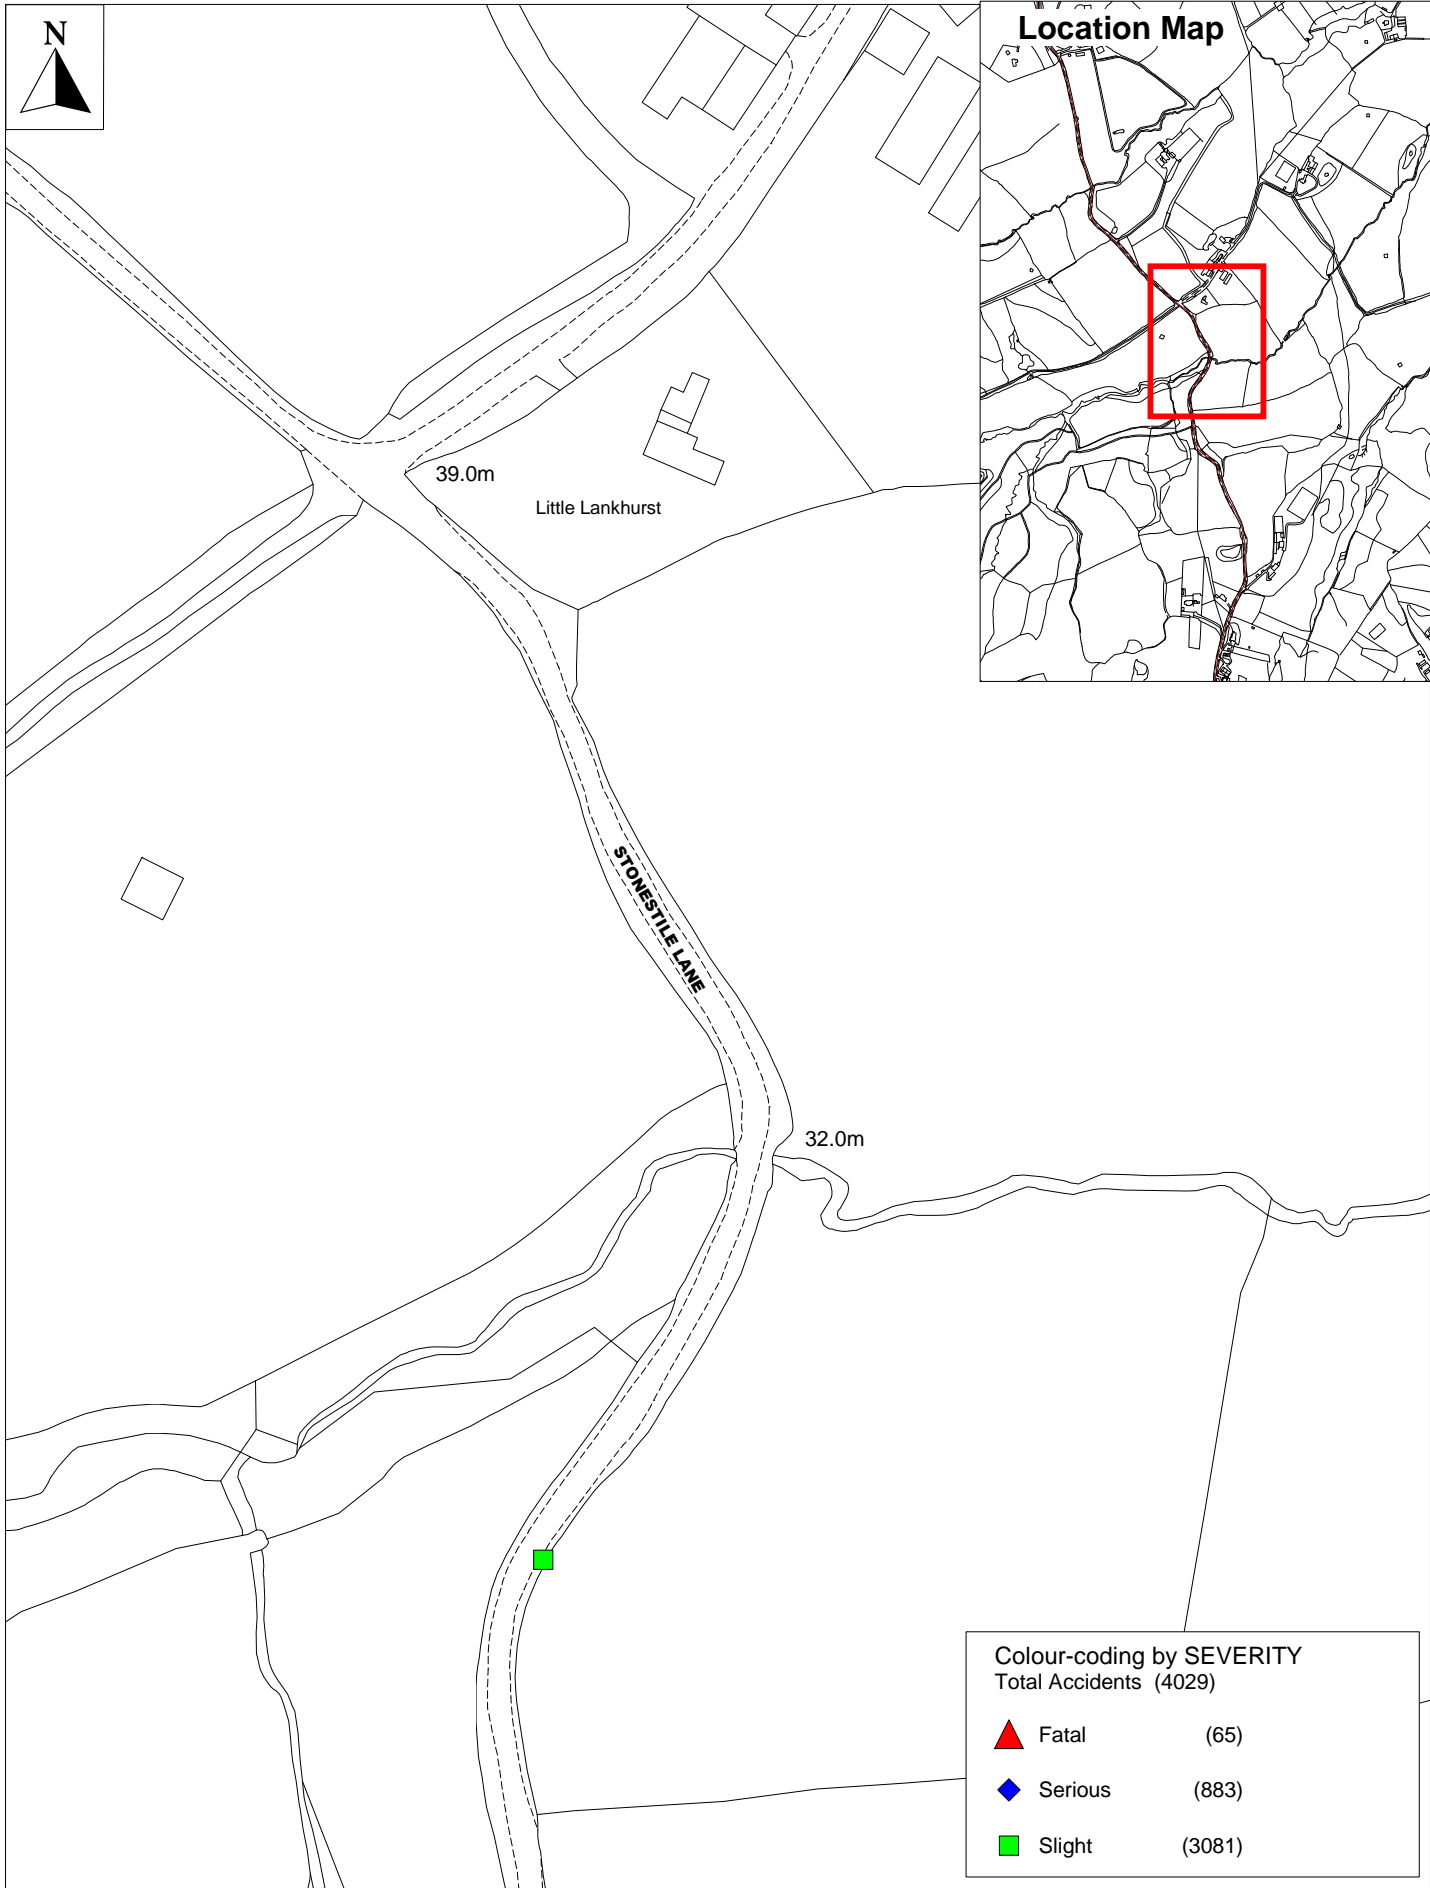 N
Location Map
39.0m
Little Lankhurst
STONESTILE LANE
32.0m
Colour-coding by SEVERITY
Total Accidents (4029)
Fatal (65)
Serious (883)
Slight (3081)